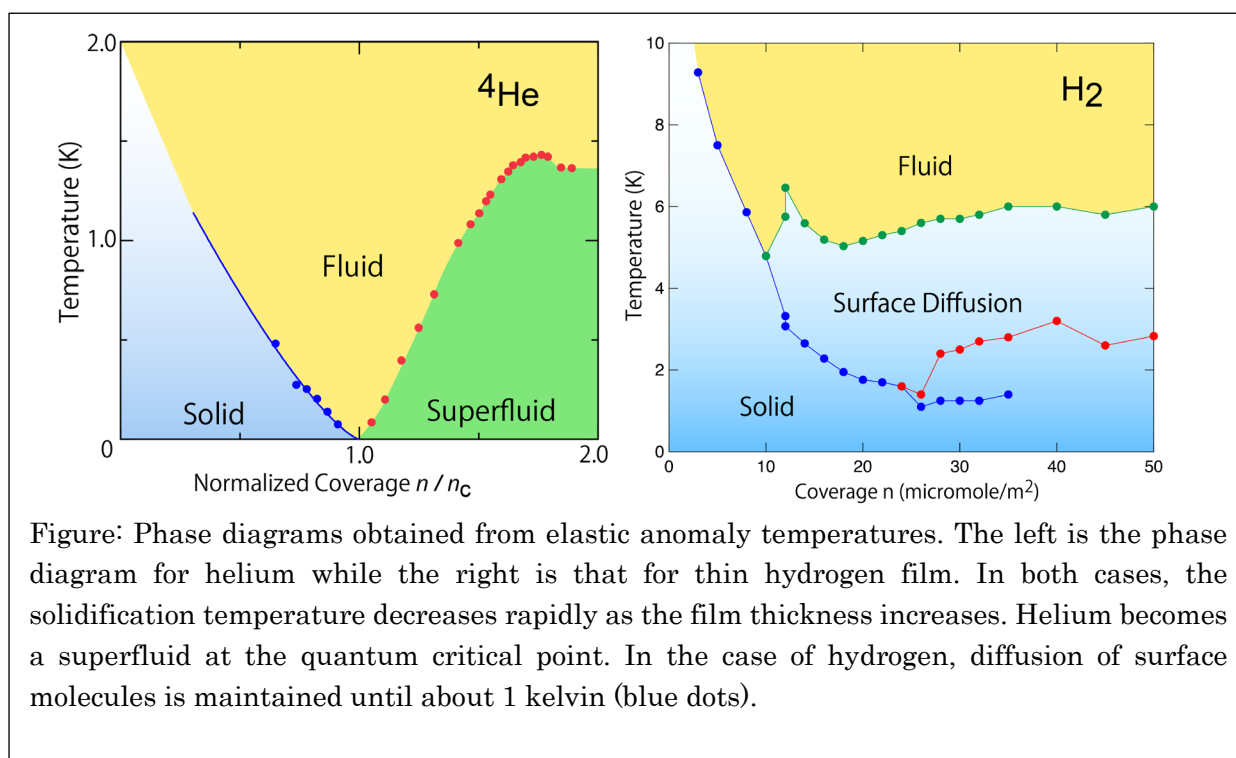 2.0
1.0
0
1.0
2.0
Temperature (K)
Normalized Coverage n / nc
4He
Fluid
Solid
Superfluid
10
8
6
4
2
0
0
10
20
30
40
50
Temperature (K)
Coverage n (micromole/m2)
H2
Fluid
Surface Diffusion
Solid
Figure: Phase diagrams obtained from elastic anomaly temperatures. The left is the phase
diagram for helium while the right is that for thin hydrogen film. In both cases, the
solidification temperature decreases rapidly as the film thickness increases. Helium becomes
a superfluid at the quantum critical point. In the case of hydrogen, diffusion of surface
molecules is maintained until about 1 kelvin (blue dots).